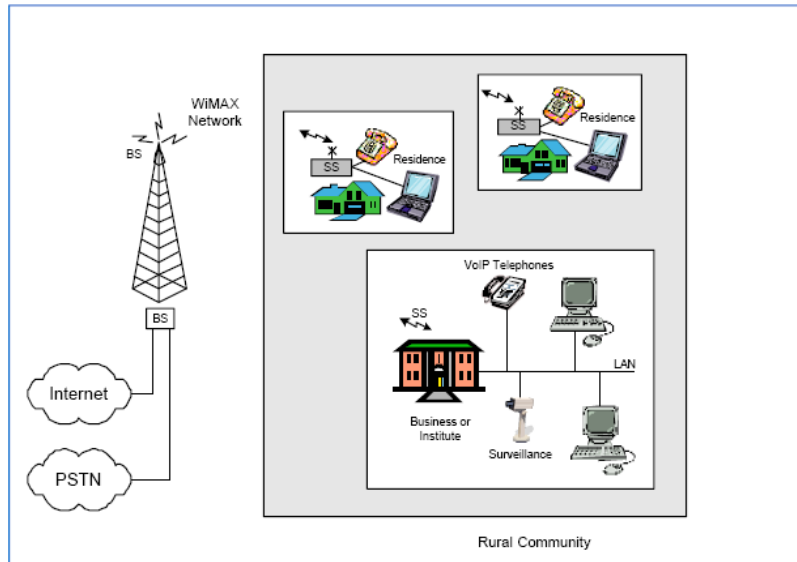 WiMAX
Network
BS
BS
Internet
PSTN
SS
Residence
SS
Residence
VoIP Telephones
SS
LAN
Business or
Institute
Surveillance
Rural Community